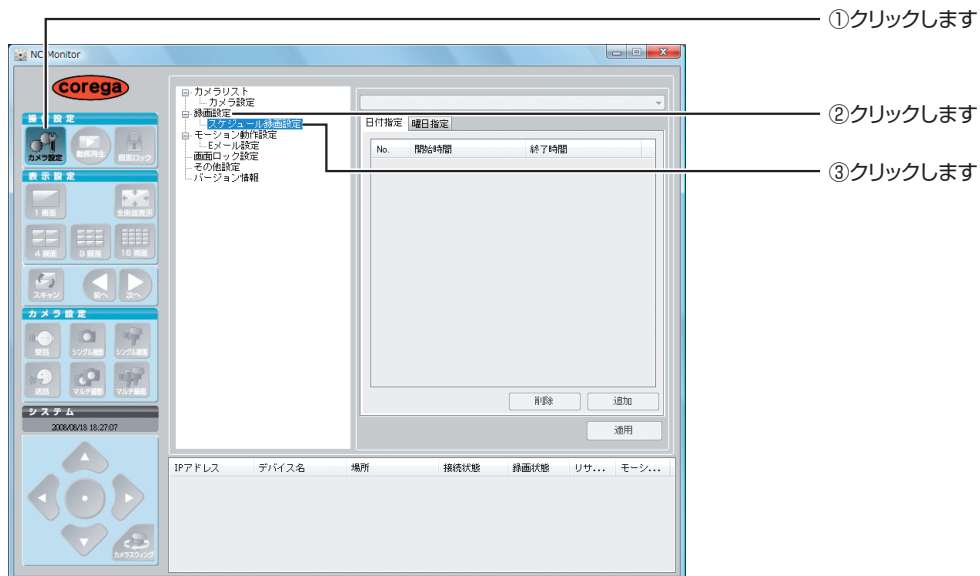 ①クリックします
NC Monitor
corega
カメラリスト
カメラ設定
録画設定
②クリックします
スケジュール録画設定
モーション動作設定
Eメール設定
画面ロック設定
その他設定
バージョン情報
日付指定 曜日指定
No. 開始時間 終了時間
③クリックします
操作設定
カメラ設定 動画再生 画面ロック
表示設定
1 画面 全画面表示
4 画面 9 画面 16 画面
スキャン 前へ 次へ
カメラ設定
受話 シングル撮影 シングル録画
送話 マルチ撮影 マルチ録画
システム
2008/08/18 18:27:07
削除 追加
適用
IPアドレス デバイス名 場所 接続状態 録画状態 リサ... モーシ...
カメラスウィング